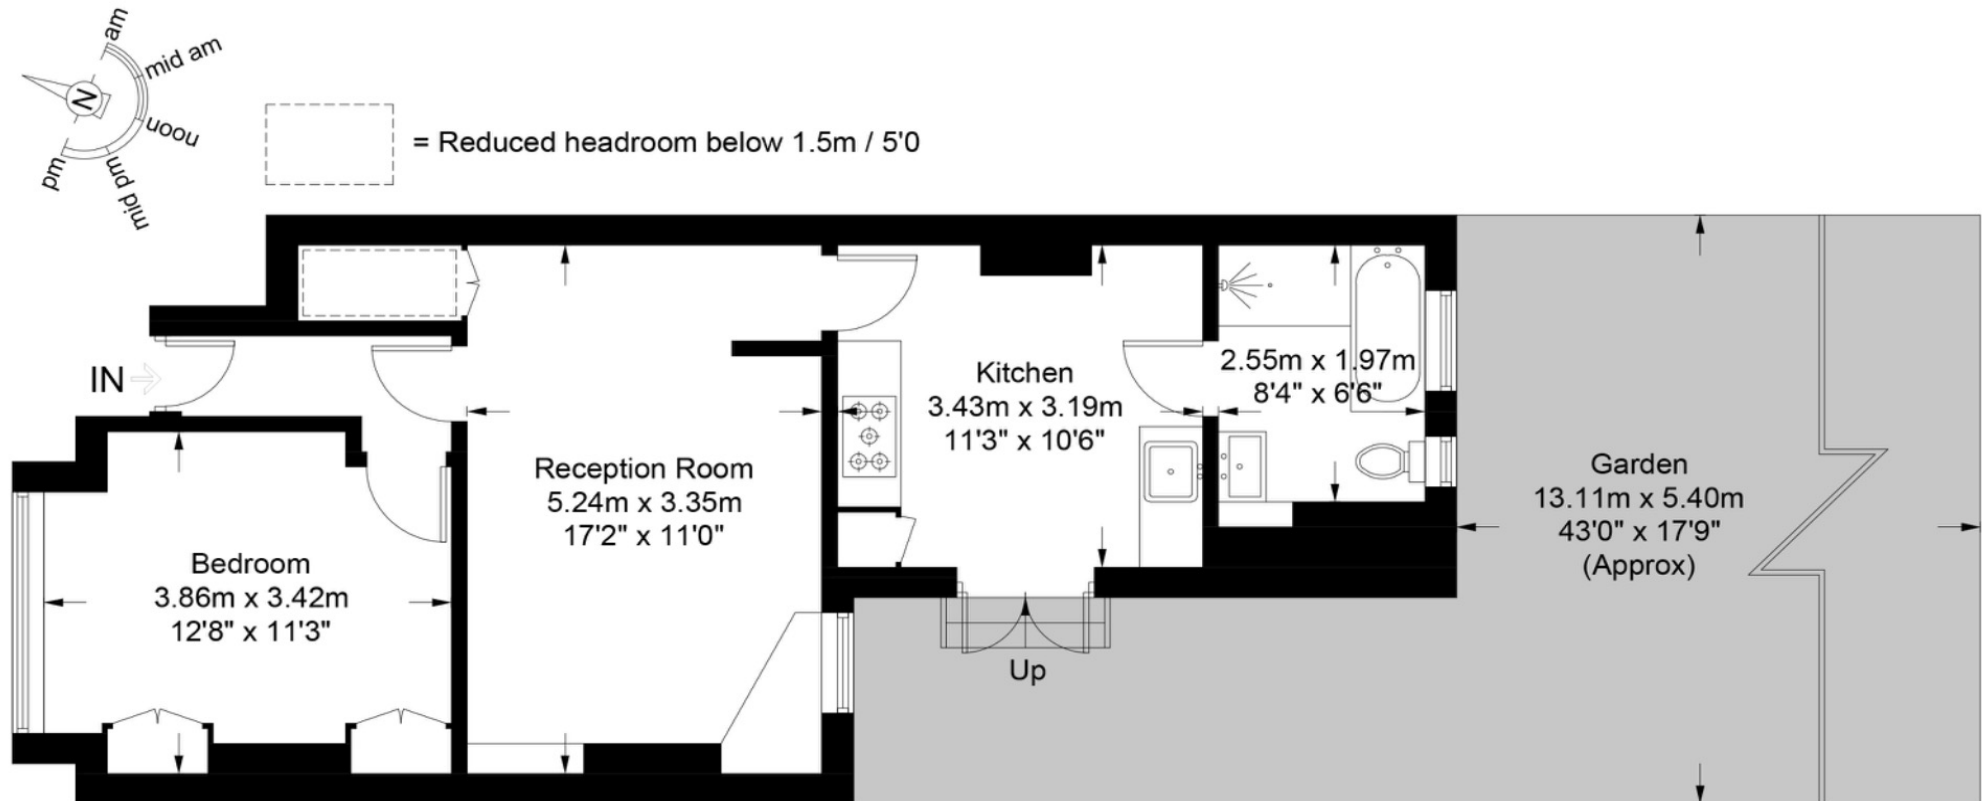 am
mid am
noon
mid pm
pm
N
= Reduced headroom below 1.5m / 5'0
IN
Kitchen
3.43m x 3.19m
11'3" x 10'6"
2.55m x 1.97m
8'4" x 6'6"
Reception Room
5.24m x 3.35m
17'2" x 11'0"
Garden
13.11m x 5.40m
43'0" x 17'9"
(Approx)
Bedroom
3.86m x 3.42m
12'8" x 11'3"
Up